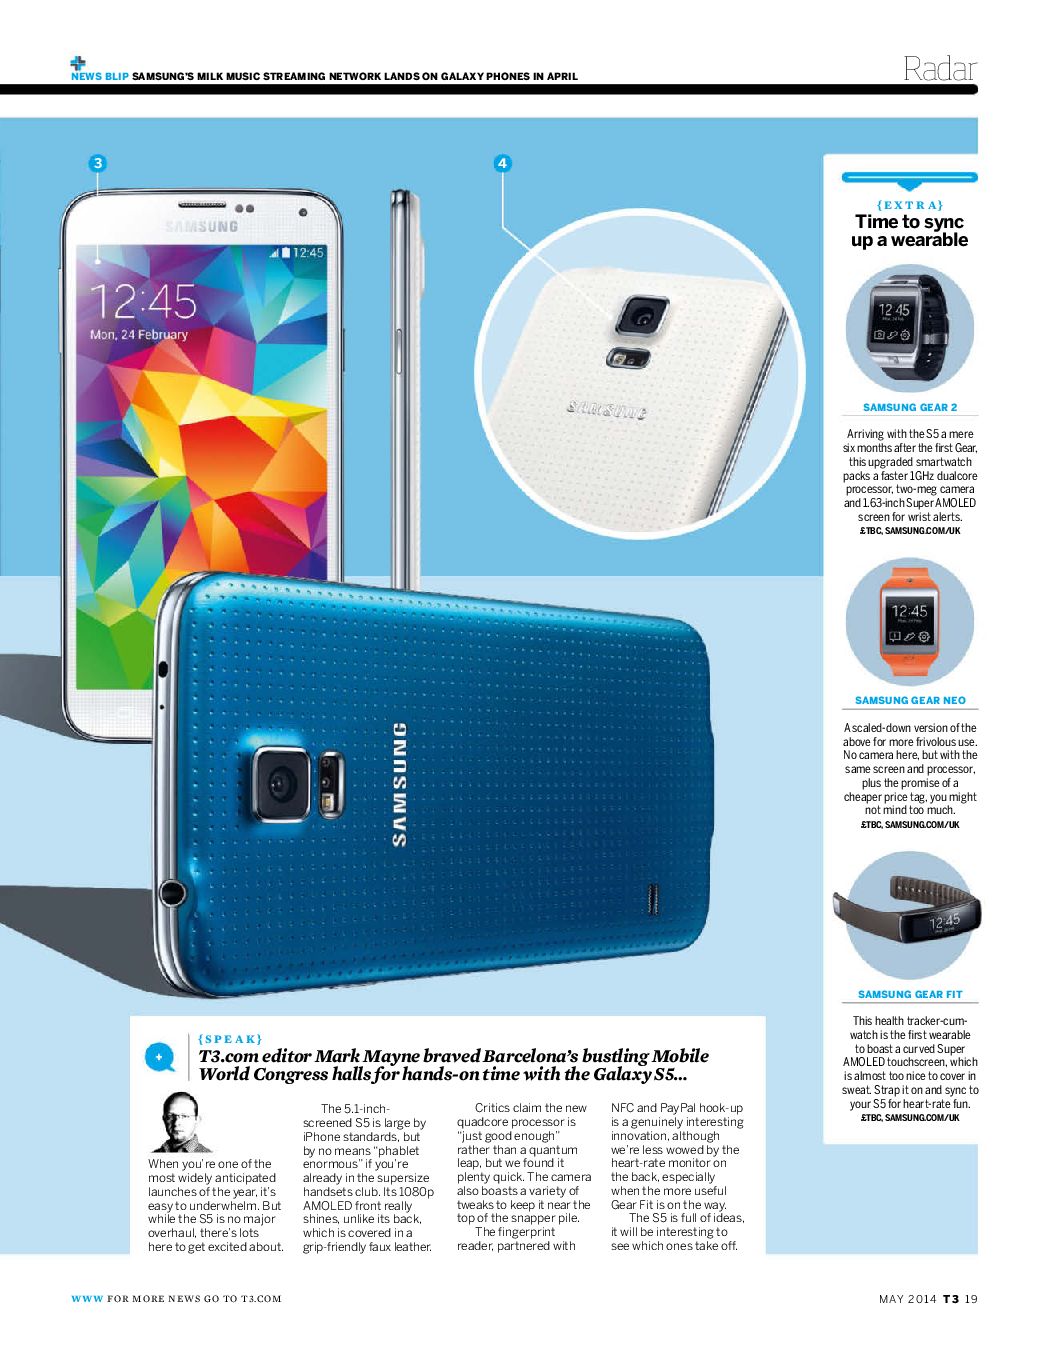 NEWS BLIP SAMSUNG'S MILK MUSIC STREAMING NETWORK LANDS ON GALAXY PHONES IN APRIL
Radar
3
4
SAMSUNG
12:45
12:45
Mon, 24 February
SAMSUNG
SAMSUNG
{EXTRA}
Time to sync
up a wearable
12:45
SAMSUNG GEAR 2
Arriving with the S5 a mere
six months after the first Gear,
this upgraded smartwatch
packs a faster 1GHz dualcore
processor, two-meg camera
and 1.63-inch Super AMOLED
screen for wrist alerts.
£TBC, SAMSUNG.COM/UK
12:45
SAMSUNG GEAR NEO
A scaled-down version of the
above for more frivolous use.
No camera here, but with the
same screen and processor,
plus the promise of a
cheaper price tag, you might
not mind too much.
£TBC, SAMSUNG.COM/UK
12:45
SAMSUNG GEAR FIT
This health tracker-cum-
watch is the first wearable
to boast a curved Super
AMOLED touchscreen, which
is almost too nice to cover in
sweat. Strap it on and sync to
your S5 for heart-rate fun.
£TBC, SAMSUNG.COM/UK
{SPEAK}
T3.com editor Mark Mayne braved Barcelona's bustling Mobile
World Congress halls for hands-on time with the Galaxy S5...
When you're one of the
most widely anticipated
launches of the year, it's
easy to underwhelm. But
while the S5 is no major
overhaul, there's lots
here to get excited about.
The 5.1-inch-
screened S5 is large by
iPhone standards, but
by no means "phablet
enormous" if you're
already in the supersize
handsets club. Its 1080p
AMOLED front really
shines, unlike its back,
which is covered in a
grip-friendly faux leather.
Critics claim the new
quadcore processor is
"just good enough"
rather than a quantum
leap, but we found it
plenty quick. The camera
also boasts a variety of
tweaks to keep it near the
top of the snapper pile.
The fingerprint
reader, partnered with
NFC and PayPal hook-up
is a genuinely interesting
innovation, although
we're less wowed by the
heart-rate monitor on
the back, especially
when the more useful
Gear Fit is on the way.
The S5 is full of ideas,
it will be interesting to
see which ones take off.
WWW FOR MORE NEWS GO TO T3.COM
MAY 2014 T3 19